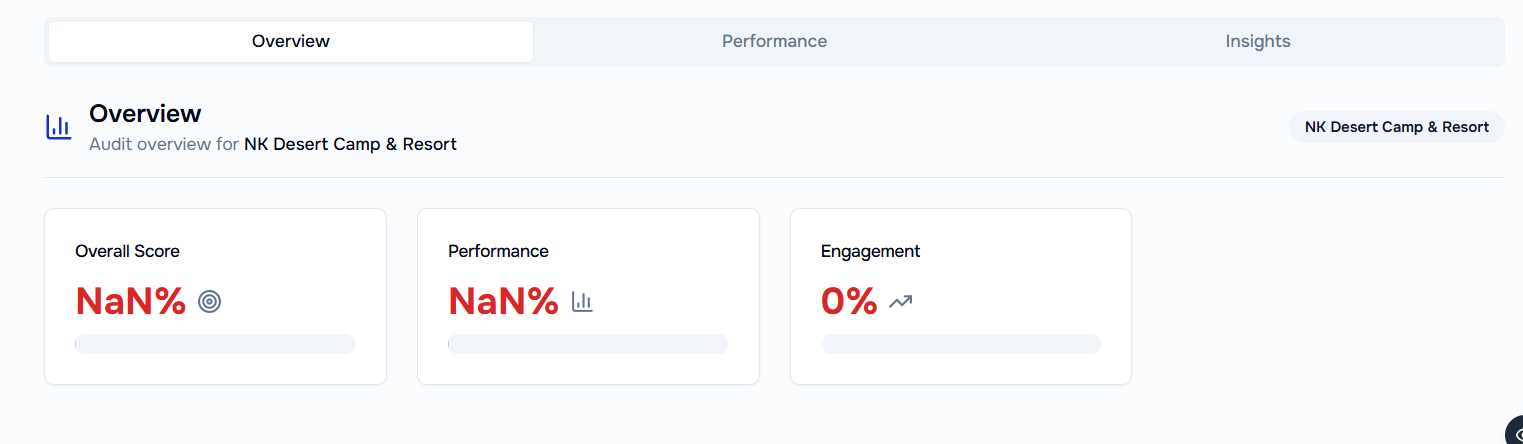 Overview
Performance
Insights
Overview
Audit overview for NK Desert Camp & Resort
NK Desert Camp & Resort
Overall Score
NaN%
Performance
NaN%
Engagement
0%